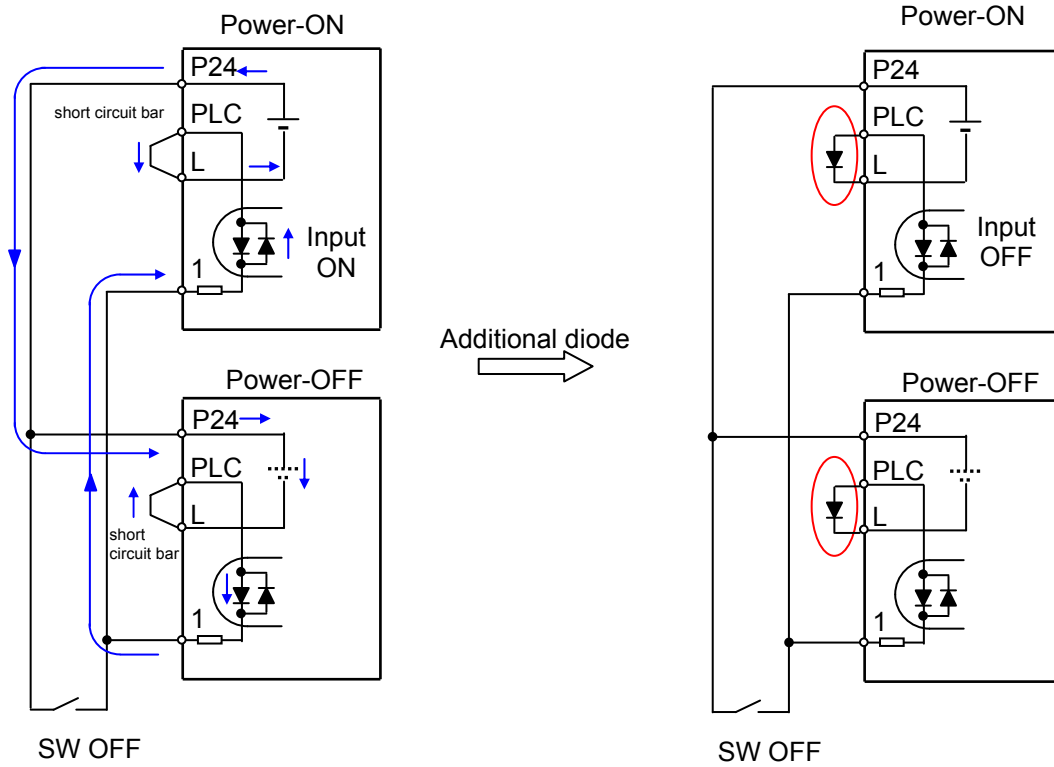 Power-ON
P24
short circuit bar
PLC
L
Input
ON
1
Power-OFF
P24
PLC
L
short
circuit bar
1
SW OFF
Additional diode
Power-ON
P24
PLC
L
Input
OFF
1
Power-OFF
P24
PLC
L
1
SW OFF